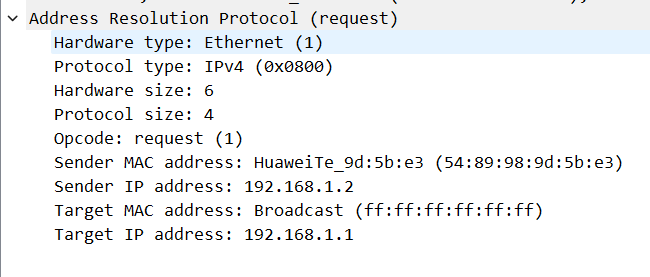 Address Resolution Protocol (request)
Hardware type: Ethernet (1)
Protocol type: IPv4 (0x0800)
Hardware size: 6
Protocol size: 4
Opcode: request (1)
Sender MAC address: HuaweiTe_9d:5b:e3 (54:89:98:9d:5b:e3)
Sender IP address: 192.168.1.2
Target MAC address: Broadcast (ff:ff:ff:ff:ff:ff)
Target IP address: 192.168.1.1